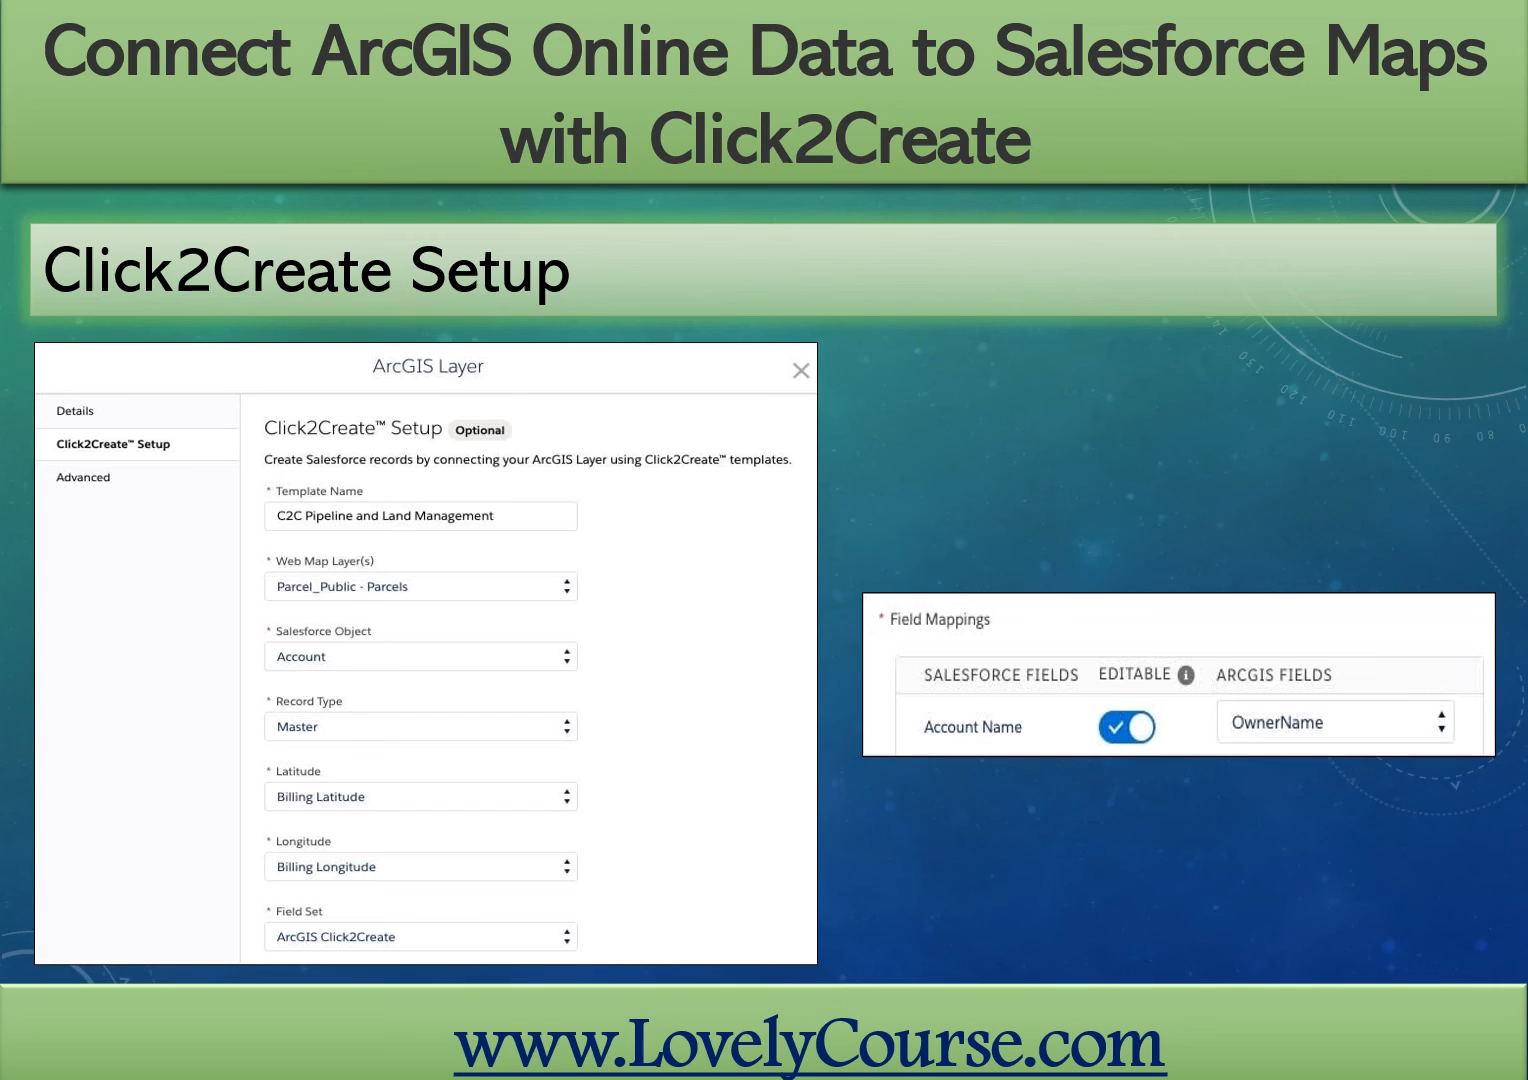 Connect ArcGIS Online Data to Salesforce Maps
with Click2Create
Click2Create Setup
ArcGIS Layer
Details
Click2Create™ Setup
Advanced
Click2Create™ Setup Optional
Create Salesforce records by connecting your ArcGIS Layer using Click2Create™ templates.
* Template Name
C2C Pipeline and Land Management
* Web Map Layer(s)
Parcel_Public - Parcels
* Salesforce Object
Account
* Record Type
Master
* Latitude
Billing Latitude
* Longitude
Billing Longitude
* Field Set
ArcGIS Click2Create
* Field Mappings
SALESFORCE FIELDS EDITABLE ARCGIS FIELDS
Account Name OwnerName
www.LovelyCourse.com